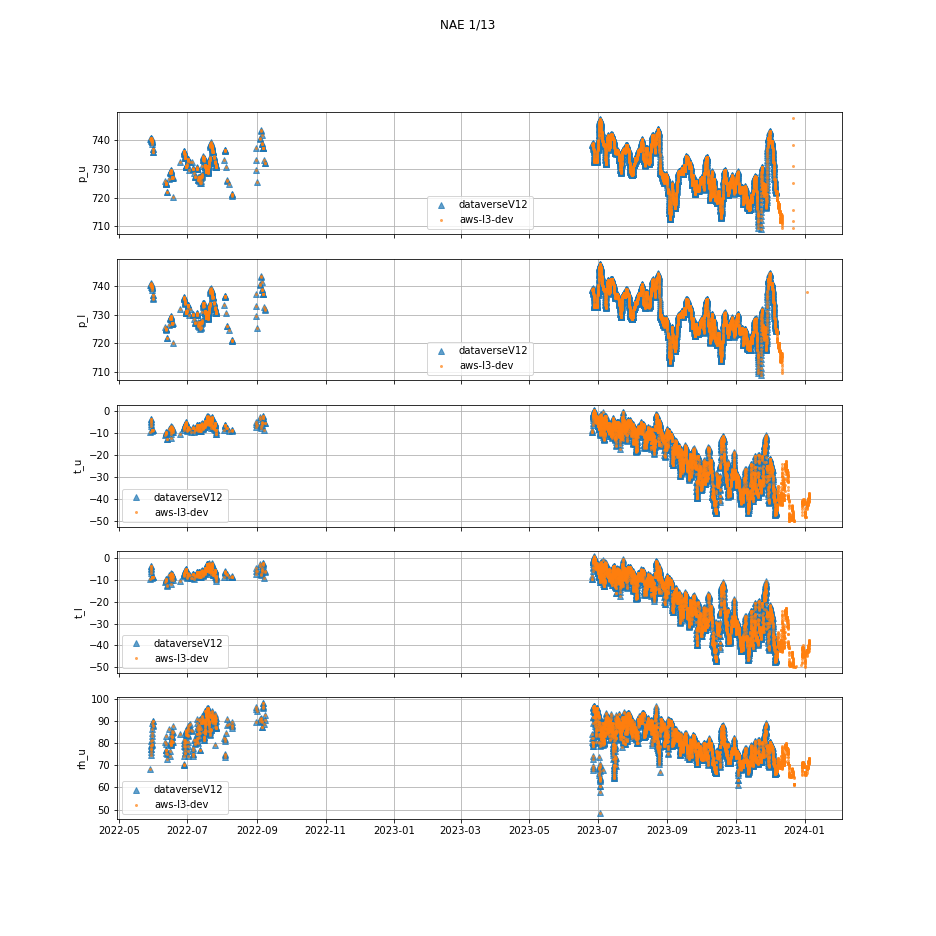 NAE 1/13
740
730
720
710
p_u
dataverseV12
aws-l3-dev
740
730
720
710
p_l
dataverseV12
aws-l3-dev
0
−10
−20
−30
−40
−50
t_u
dataverseV12
aws-l3-dev
0
−10
−20
−30
−40
−50
t_l
dataverseV12
aws-l3-dev
100
90
80
70
60
50
rh_u
dataverseV12
aws-l3-dev
2022-05 2022-07 2022-09 2022-11 2023-01 2023-03 2023-05 2023-07 2023-09 2023-11 2024-01